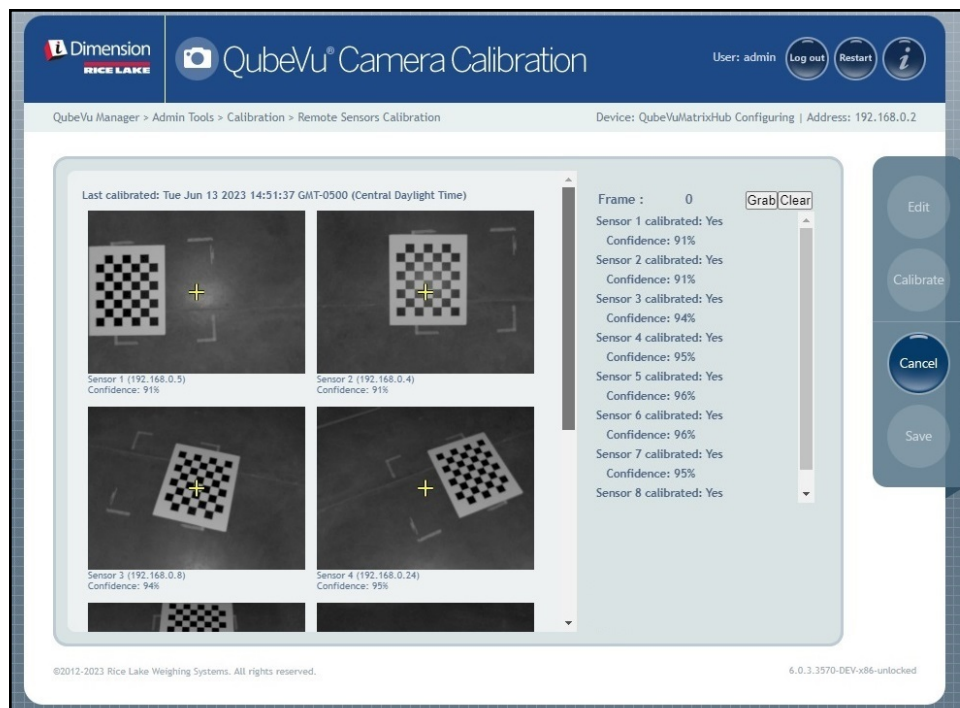 iDimension
RICE LAKE
QubeVu® Camera Calibration
User: admin
Log out
Restart
i
QubeVu Manager > Admin Tools > Calibration > Remote Sensors Calibration
Device: QubeVuMatrixHub Configuring | Address: 192.168.0.2
Last calibrated: Tue Jun 13 2023 14:51:37 GMT-0500 (Central Daylight Time)
Sensor 1 (192.168.0.5)
Confidence: 91%
Sensor 2 (192.168.0.4)
Confidence: 91%
Sensor 3 (192.168.0.8)
Confidence: 94%
Sensor 4 (192.168.0.24)
Confidence: 95%
Frame : 0
Grab Clear
Sensor 1 calibrated: Yes
Confidence: 91%
Sensor 2 calibrated: Yes
Confidence: 91%
Sensor 3 calibrated: Yes
Confidence: 94%
Sensor 4 calibrated: Yes
Confidence: 95%
Sensor 5 calibrated: Yes
Confidence: 96%
Sensor 6 calibrated: Yes
Confidence: 96%
Sensor 7 calibrated: Yes
Confidence: 95%
Sensor 8 calibrated: Yes
Edit
Calibrate
Cancel
Save
©2012-2023 Rice Lake Weighing Systems. All rights reserved.
6.0.3.3570-DEV-x86-unlocked